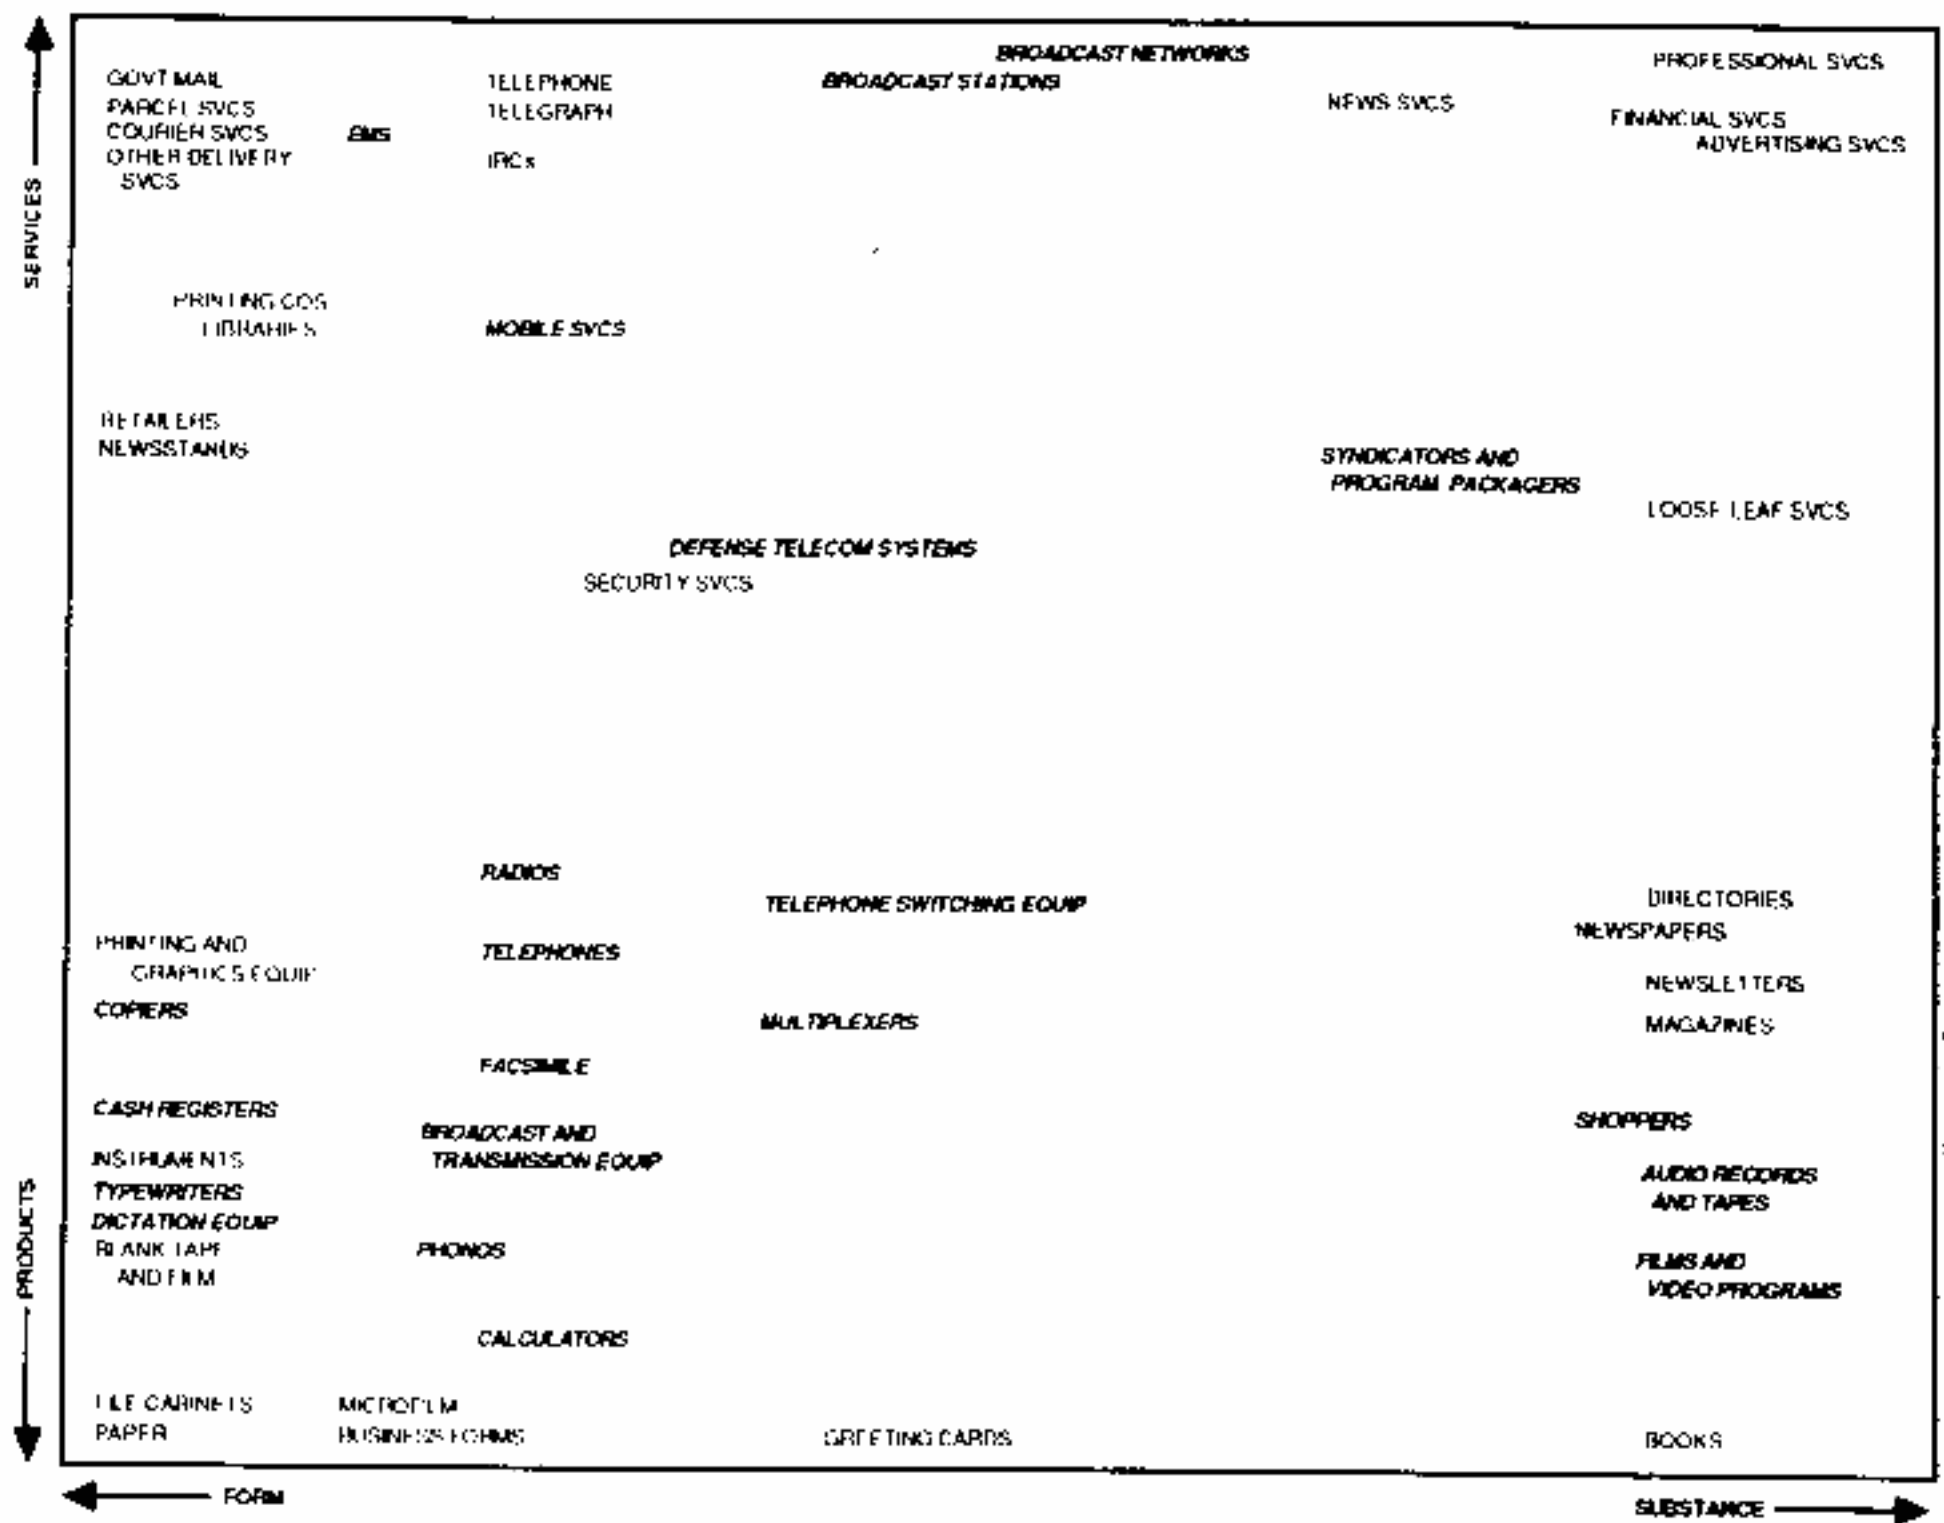 BROADCAST NETWORKS
PROFESSIONAL SVCS
GOVT MAIL
TELEPHONE
BROADCAST STATIONS
PARCEL SVCS
TELEGRAPH
NEWS SVCS
FINANCIAL SVCS
COURIER SVCS
EMS
ADVERTISING SVCS
OTHER DELIVERY
SVCS
IRCs
SERVICES
PRINTING COS
LIBRARIES
MOBILE SVCS
RETAILERS
NEWSSTANDS
SYNDICATORS AND
PROGRAM PACKAGERS
LOOSE LEAF SVCS
DEFENSE TELECOM SYSTEMS
SECURITY SVCS
RADIOS
TELEPHONE SWITCHING EQUIP
DIRECTORIES
NEWSPAPERS
PRINTING AND
GRAPHICS EQUIP
TELEPHONES
NEWSLETTERS
COPIERS
MULTIPLEXERS
MAGAZINES
FACSIMILE
CASH REGISTERS
SHOPPERS
BROADCAST AND
TRANSMISSION EQUIP
INSTRUMENTS
AUDIO RECORDS
AND TAPES
TYPEWRITERS
DICTATION EQUIP
BLANK TAPE
AND FILM
PHONOS
FILMS AND
VIDEO PROGRAMS
PRODUCTS
CALCULATORS
FILE CABINETS
MICROFILM
PAPER
BUSINESS FORMS
GREETING CARDS
BOOKS
FORM
SUBSTANCE